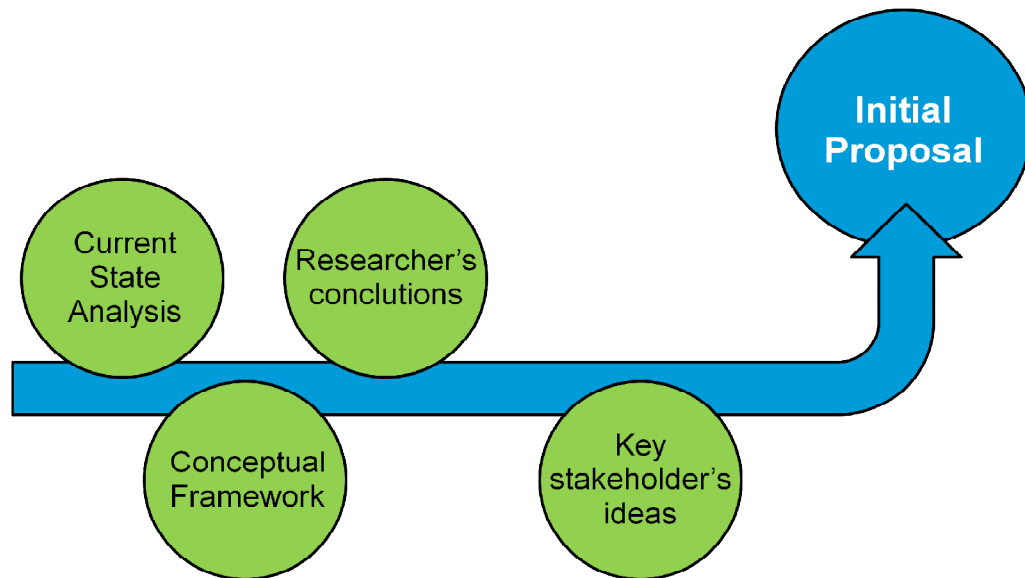 Initial
Proposal
Current
State
Analysis
Researcher's
conclutions
Conceptual
Framework
Key
stakeholder's
ideas